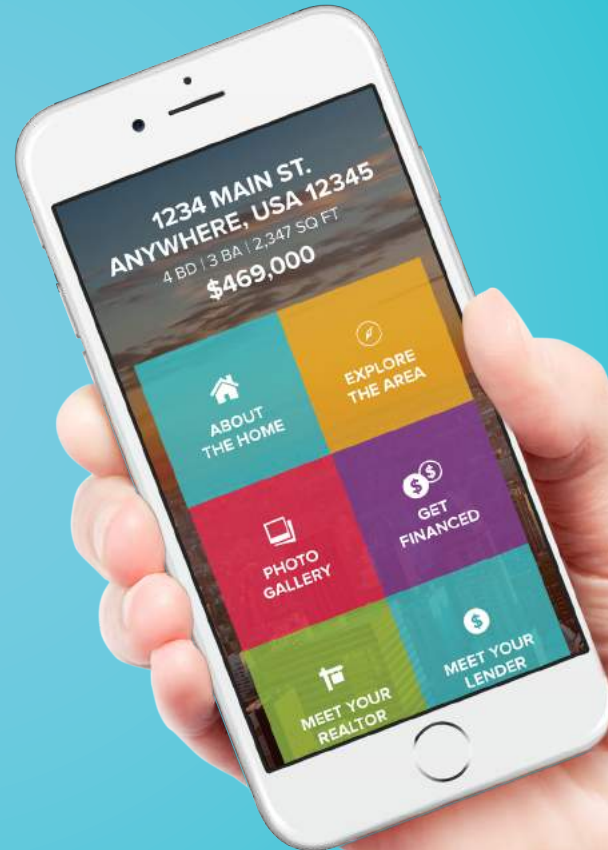 1234 MAIN ST.
ANYWHERE, USA 12345
4 BD | 3 BA | 2,347 SQ FT
$469,000
ABOUT
THE HOME
EXPLORE
THE AREA
PHOTO
GALLERY
$ $
GET
FINANCED
MEET YOUR
REALTOR
$
MEET YOUR
LENDER